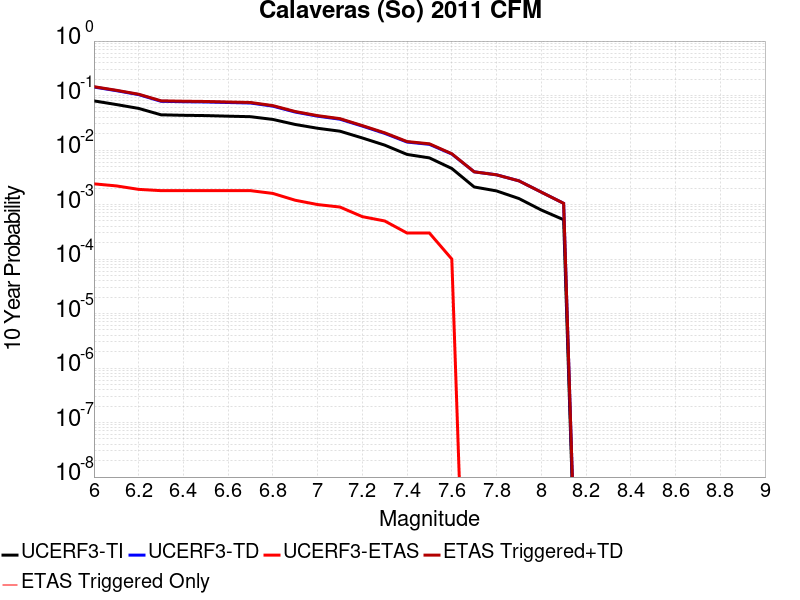 Calaveras (So) 2011 CFM
10 0
10 -1
10 -2
10 -3
10 -4
10 -5
10 -6
10 -7
10 -8
10 Year Probability
6 6.2 6.4 6.6 6.8 7 7.2 7.4 7.6 7.8 8 8.2 8.4 8.6 8.8 9
Magnitude
UCERF3-TI UCERF3-TD UCERF3-ETAS ETAS Triggered+TD
ETAS Triggered Only